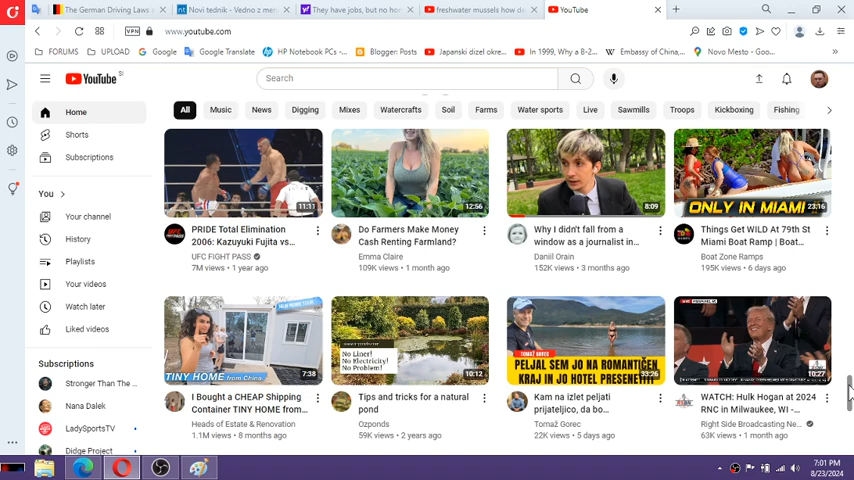 The German Driving Laws a
Novi tednik - Vedno z me
They have jobs, but no ho
freshwater mussels how d
YouTube
VPN
www.youtube.com
FORUMS
UPLOAD
Google
Google Translate
HP Notebook PCs - ...
Blogger: Posts
Japanski dizel okre...
In 1999, Why a B-2...
Embassy of China,...
Novo Mesto - Goo...
YouTube SI
Search
Home
Shorts
Subscriptions
You
Your channel
History
Playlists
Your videos
Watch later
Liked videos
Subscriptions
Stronger Than The ...
Nana Dalek
LadySportsTV
Didge Project
All
Music
News
Digging
Mixes
Watercrafts
Soil
Farms
Water sports
Live
Sawmills
Troops
Kickboxing
Fishing
11:11
12:56
8:09
ONLY IN MIAMI
23:16
PRIDE Total Elimination
2006: Kazuyuki Fujita vs...
UFC FIGHT PASS
7M views • 1 year ago
Do Farmers Make Money
Cash Renting Farmland?
Emma Claire
109K views • 1 month ago
Why I didn't fall from a
window as a journalist in...
Daniil Orain
152K views • 3 months ago
Things Get WILD At 79th St
Miami Boat Ramp | Boat...
Boat Zone Ramps
195K views • 6 days ago
TINY HOME from China
7:38
No Liner!
No Electricity!
No Problem!
10:12
TOMAŽ GOREC
PELJAL SEM JO NA ROMANTIČEN
KRAJ IN JO HOTEL PRESENETITI
33:26
10:27
I Bought a CHEAP Shipping
Container TINY HOME from...
Heads of Estate & Renovation
1.1M views • 8 months ago
Tips and tricks for a natural
pond
Ozponds
59K views • 2 years ago
Kam na izlet peljati
prijateljico, da bo...
Tomaž Gorec
22K views • 5 days ago
WATCH: Hulk Hogan at 2024
RNC in Milwaukee, WI -...
Right Side Broadcasting Ne...
63K views • 1 month ago
7:01 PM
8/23/2024